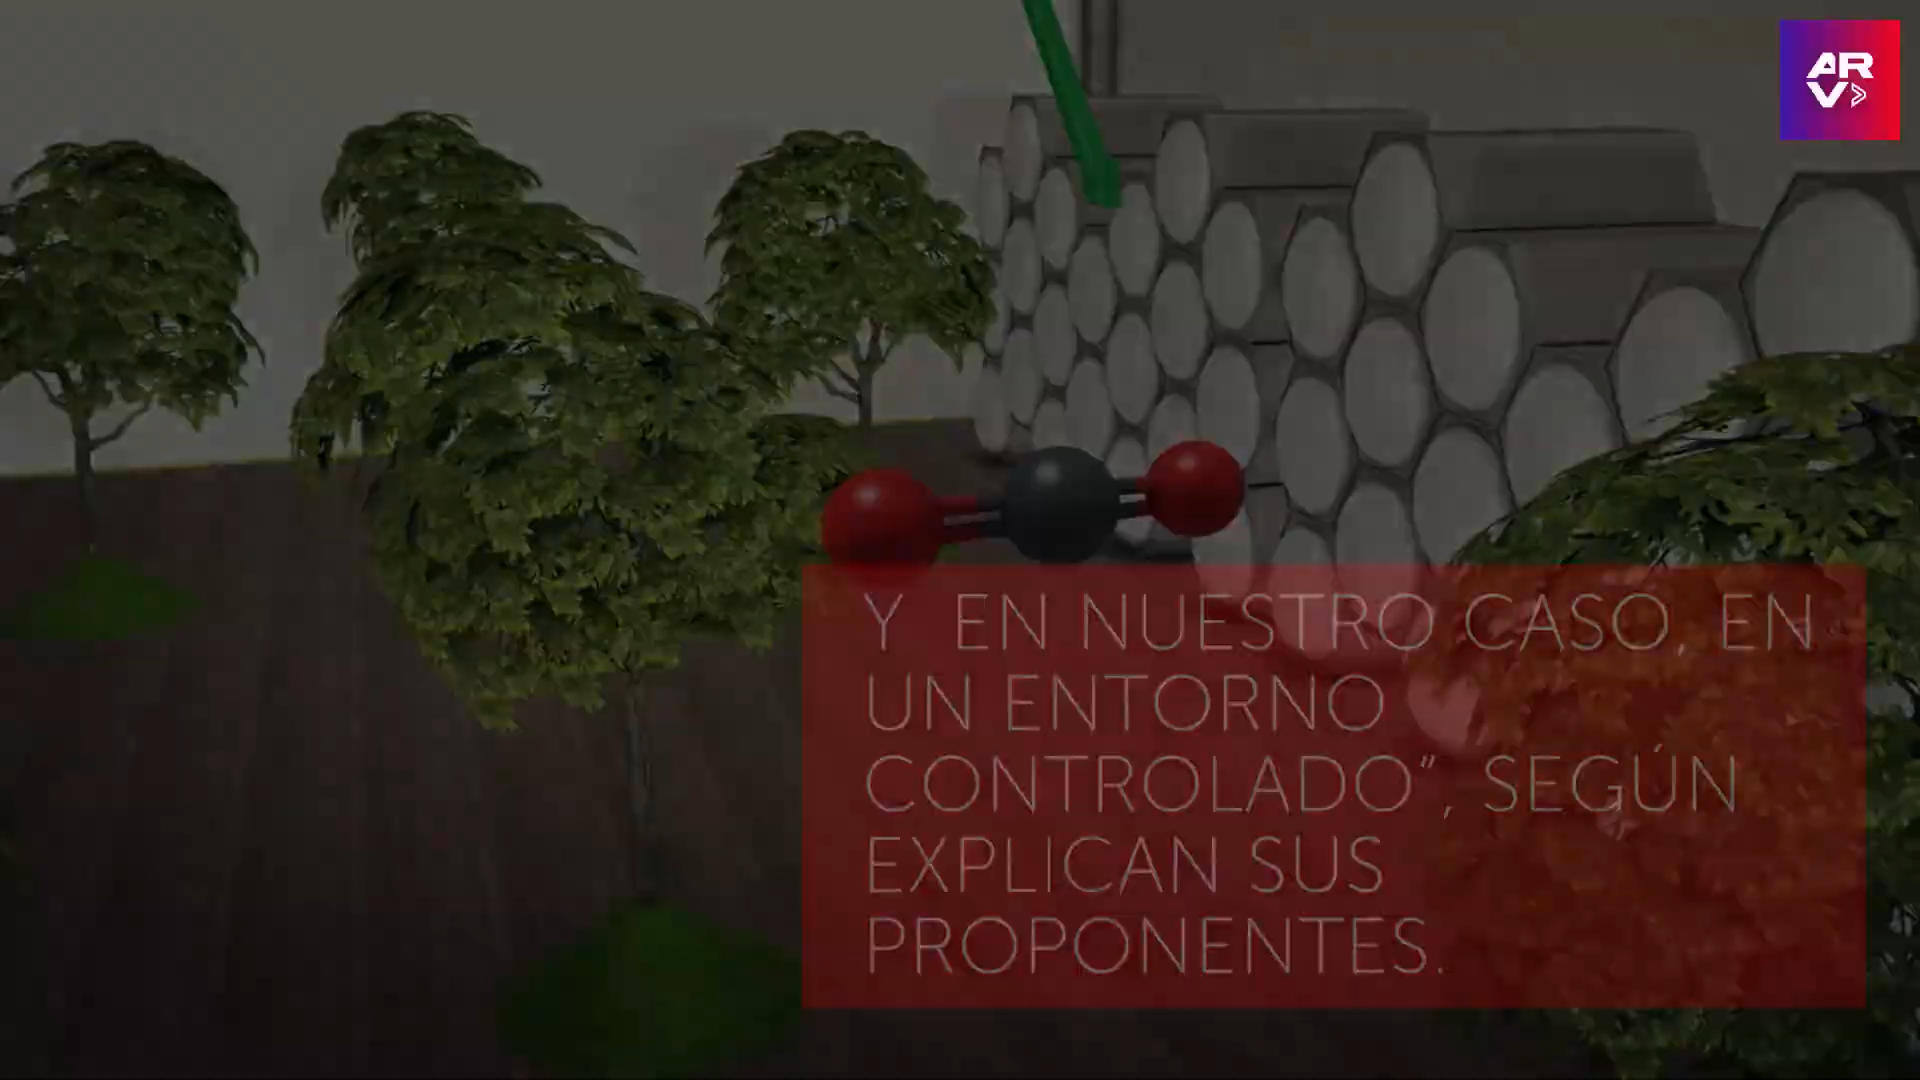 ARV
Y EN NUESTRO CASO, EN
UN ENTORNO
CONTROLADO”, SEGÚN
EXPLICAN SUS
PROPONENTES.